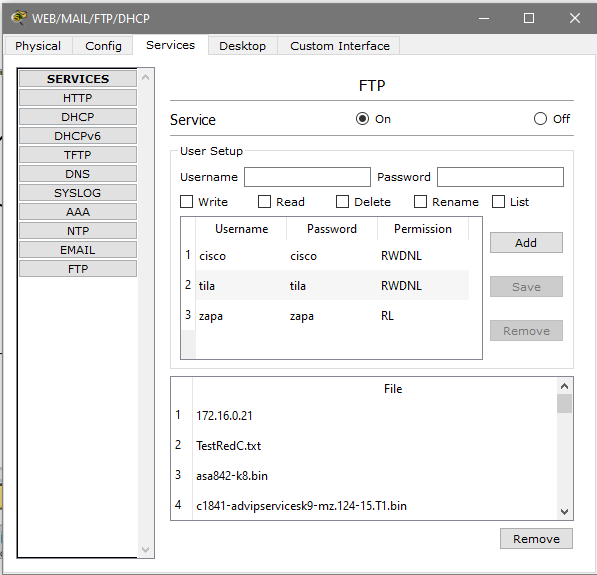 WEB/MAIL/FTP/DHCP
Physical Config Services Desktop Custom Interface
SERVICES
HTTP
DHCP
DHCPv6
TFTP
DNS
SYSLOG
AAA
NTP
EMAIL
FTP
FTP
Service On Off
User Setup
Username Password
Write Read Delete Rename List
Username Password Permission
1 cisco cisco RWDNL
2 tila tila RWDNL
3 zapa zapa RL
Add
Save
Remove
File
1 172.16.0.21
2 TestRedC.txt
3 asa842-k8.bin
4 c1841-advipservicesk9-mz.124-15.T1.bin
Remove